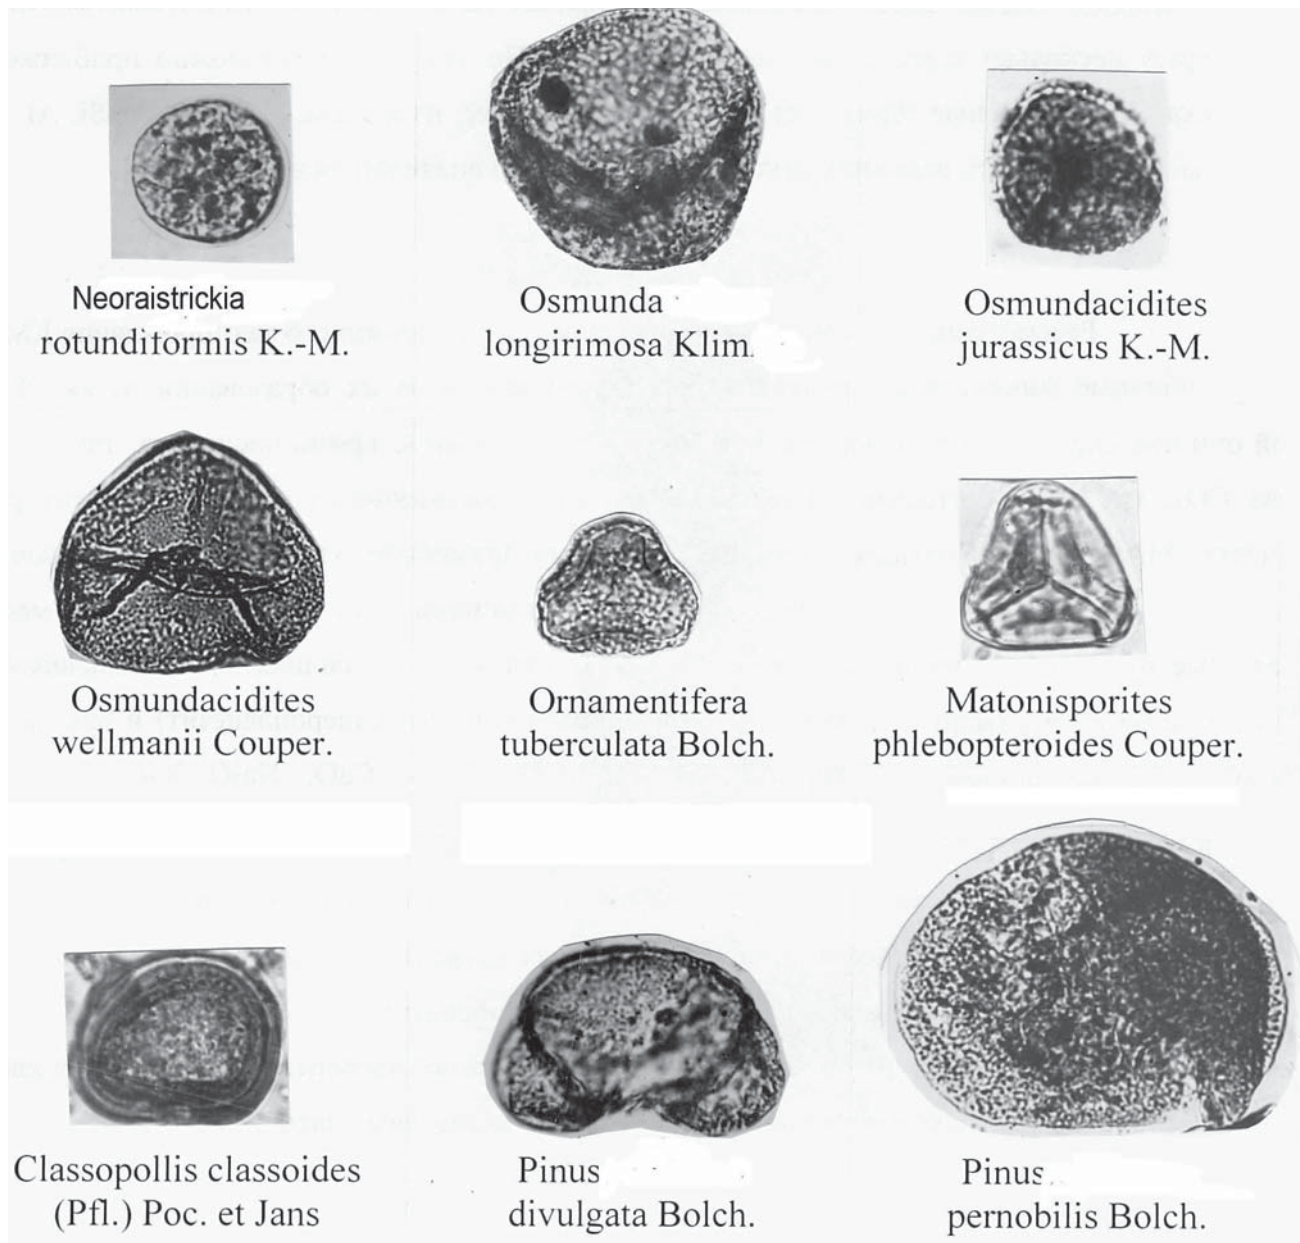 Neoraistrickia
rotundiformis K.-M.
Osmunda
longirimosa Klim.
Osmundacidites
jurassicus K.-M.
Osmundacidites
wellmanii Couper.
Ornamentifera
tuberculata Bolch.
Matonisporites
phlebopteroides Couper.
Classopollis classoides
(Pfl.) Poc. et Jans
Pinus
divulgata Bolch.
Pinus
pernobilis Bolch.